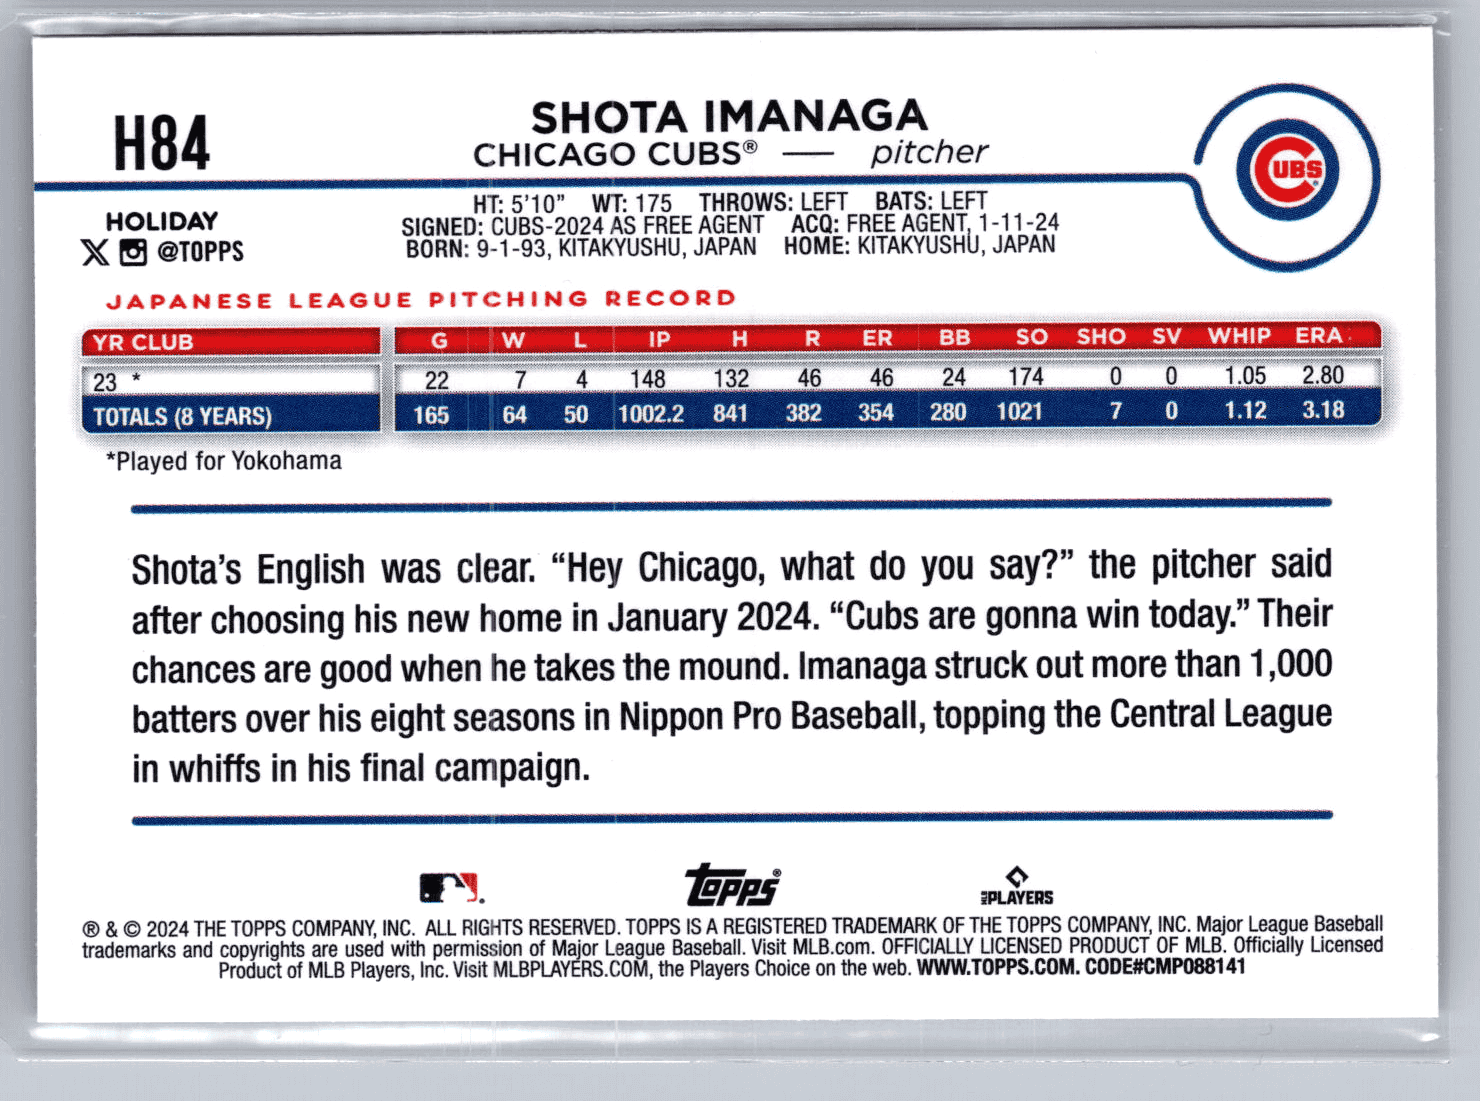 H84
SHOTA IMANAGA
CHICAGO CUBS® — pitcher
CUBS
HOLIDAY
@TOPPS
HT: 5'10" WT: 175 THROWS: LEFT BATS: LEFT
SIGNED: CUBS-2024 AS FREE AGENT ACQ: FREE AGENT, 1-11-24
BORN: 9-1-93, KITAKYUSHU, JAPAN HOME: KITAKYUSHU, JAPAN
JAPANESE LEAGUE PITCHING RECORD
YR CLUB G W L IP H R ER BB SO SHO SV WHIP ERA
23 * 22 7 4 148 132 46 46 24 174 0 0 1.05 2.80
TOTALS (8 YEARS) 165 64 50 1002.2 841 382 354 280 1021 7 0 1.12 3.18
*Played for Yokohama
Shota's English was clear. “Hey Chicago, what do you say?” the pitcher said
after choosing his new home in January 2024. “Cubs are gonna win today.” Their
chances are good when he takes the mound. Imanaga struck out more than 1,000
batters over his eight seasons in Nippon Pro Baseball, topping the Central League
in whiffs in his final campaign.
Topps®
MLB PLAYERS
® & © 2024 THE TOPPS COMPANY, INC. ALL RIGHTS RESERVED. TOPPS IS A REGISTERED TRADEMARK OF THE TOPPS COMPANY, INC. Major League Baseball
trademarks and copyrights are used with permission of Major League Baseball. Visit MLB.com. OFFICIALLY LICENSED PRODUCT OF MLB. Officially Licensed
Product of MLB Players, Inc. Visit MLBPLAYERS.COM, the Players Choice on the web. WWW.TOPPS.COM. CODE#CMP088141